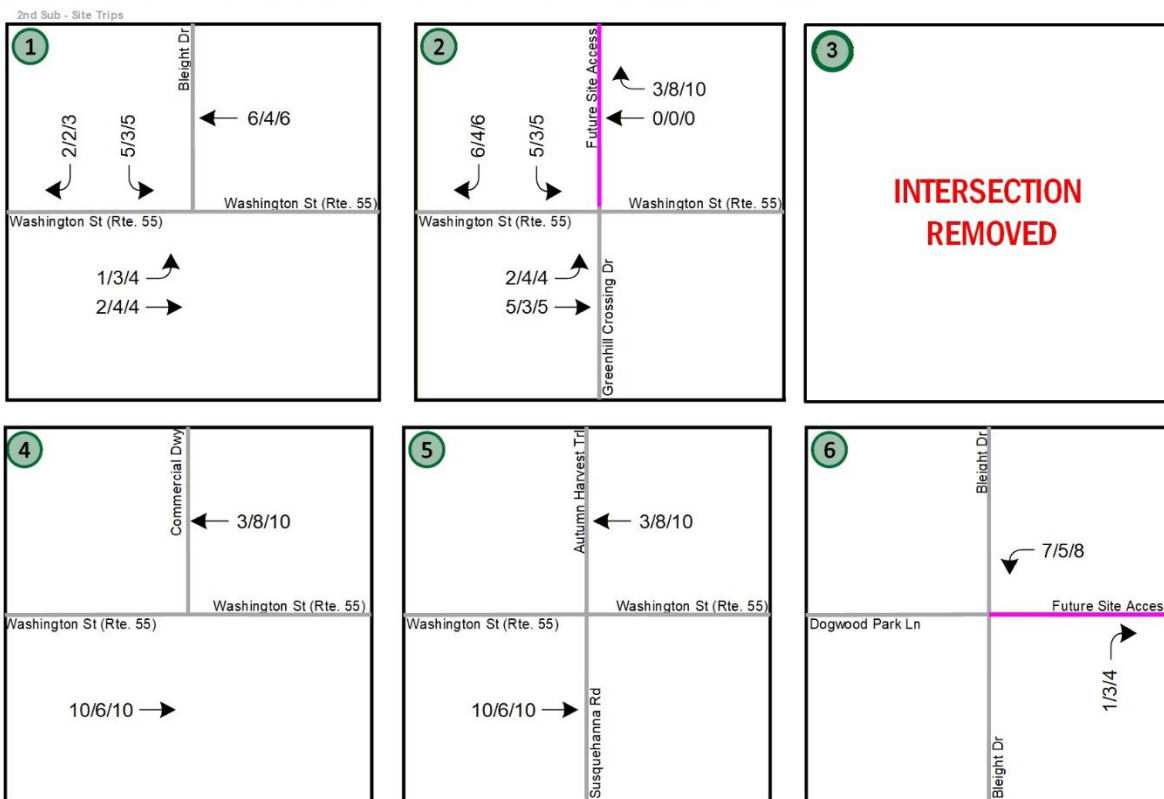 2nd Sub - Site Trips
1
Bleight Dr
6/4/6
2/2/3
5/3/5
Washington St (Rte. 55)
Washington St (Rte. 55)
1/3/4
2/4/4
2
Future Site Access
3/8/10
0/0/0
6/4/6
5/3/5
Washington St (Rte. 55)
Washington St (Rte. 55)
2/4/4
5/3/5
Greenhill Crossing Dr
3
INTERSECTION
REMOVED
4
Commercial Dwy
3/8/10
Washington St (Rte. 55)
Washington St (Rte. 55)
10/6/10
5
Autumn Harvest Trl
3/8/10
Washington St (Rte. 55)
Washington St (Rte. 55)
10/6/10
Susquehanna Rd
6
Bleight Dr
7/5/8
Future Site Acces
Dogwood Park Ln
1/3/4
Bleight Dr